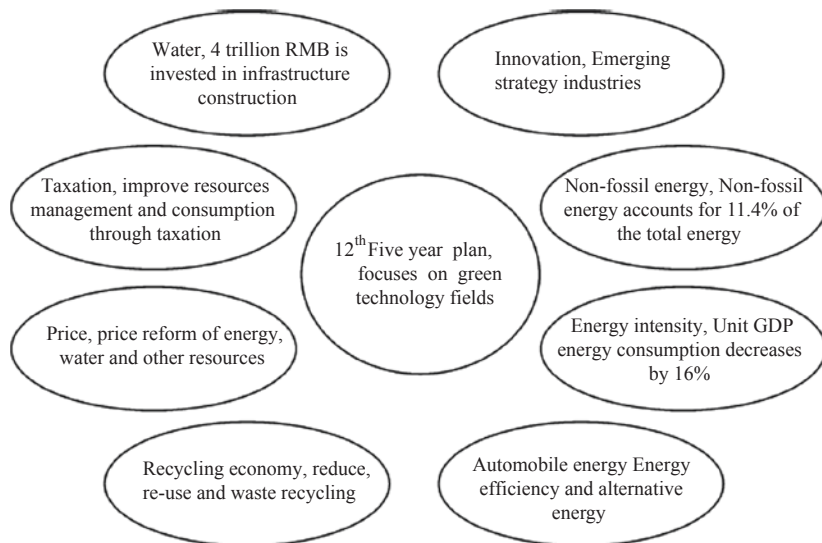 Water, 4 trillion RMB is
invested in infrastructure
construction
Innovation, Emerging
strategy industries
Taxation, improve resources
management and consumption
through taxation
Non-fossil energy, Non-fossil
energy accounts for 11.4% of
the total energy
12th Five year plan,
focuses on green
technology fields
Price, price reform of energy,
water and other resources
Energy intensity, Unit GDP
energy consumption decreases
by 16%
Recycling economy, reduce,
re-use and waste recycling
Automobile energy Energy
efficiency and alternative
energy